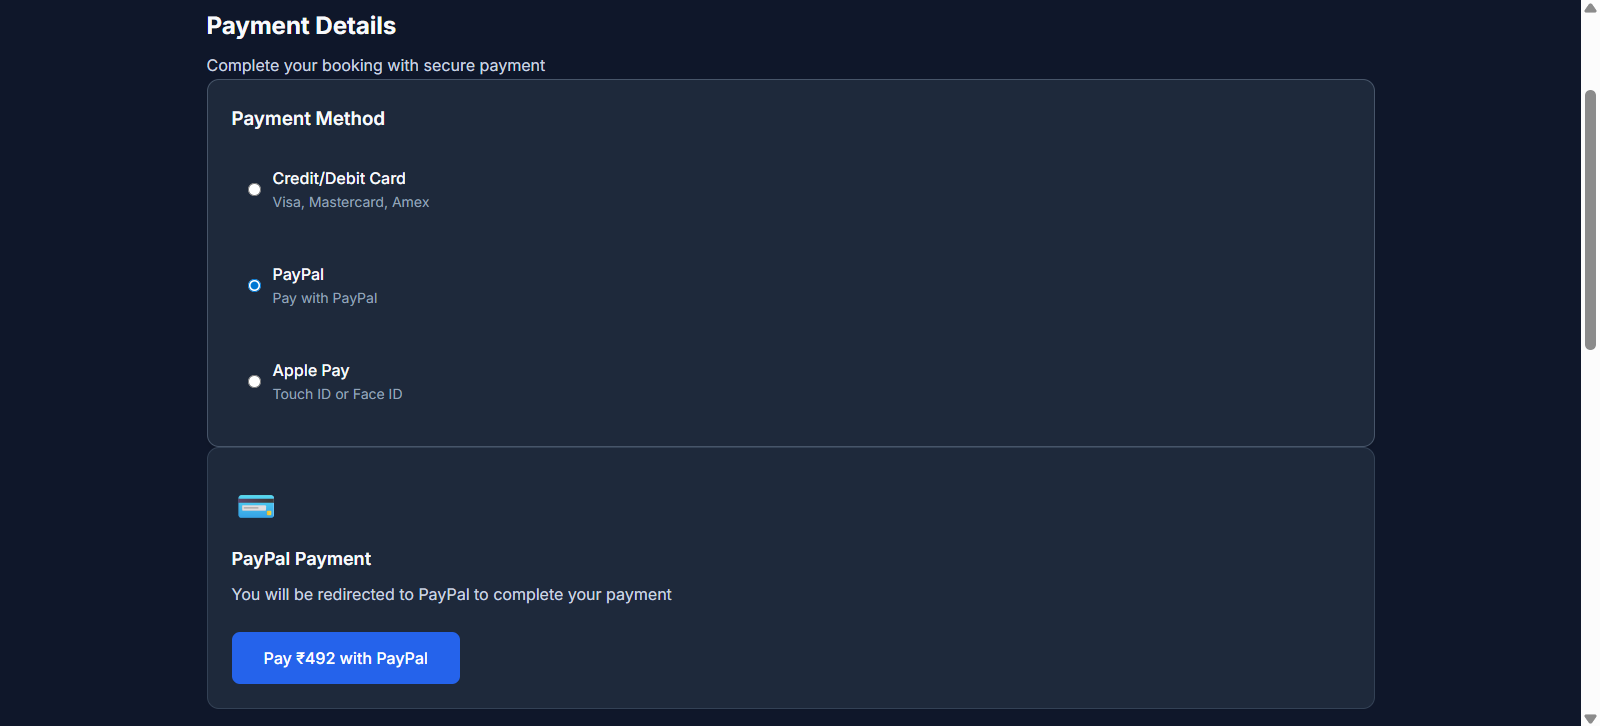 Payment Details
Complete your booking with secure payment
Payment Method
Credit/Debit Card
Visa, Mastercard, Amex
PayPal
Pay with PayPal
Apple Pay
Touch ID or Face ID
PayPal Payment
You will be redirected to PayPal to complete your payment
Pay ₹492 with PayPal